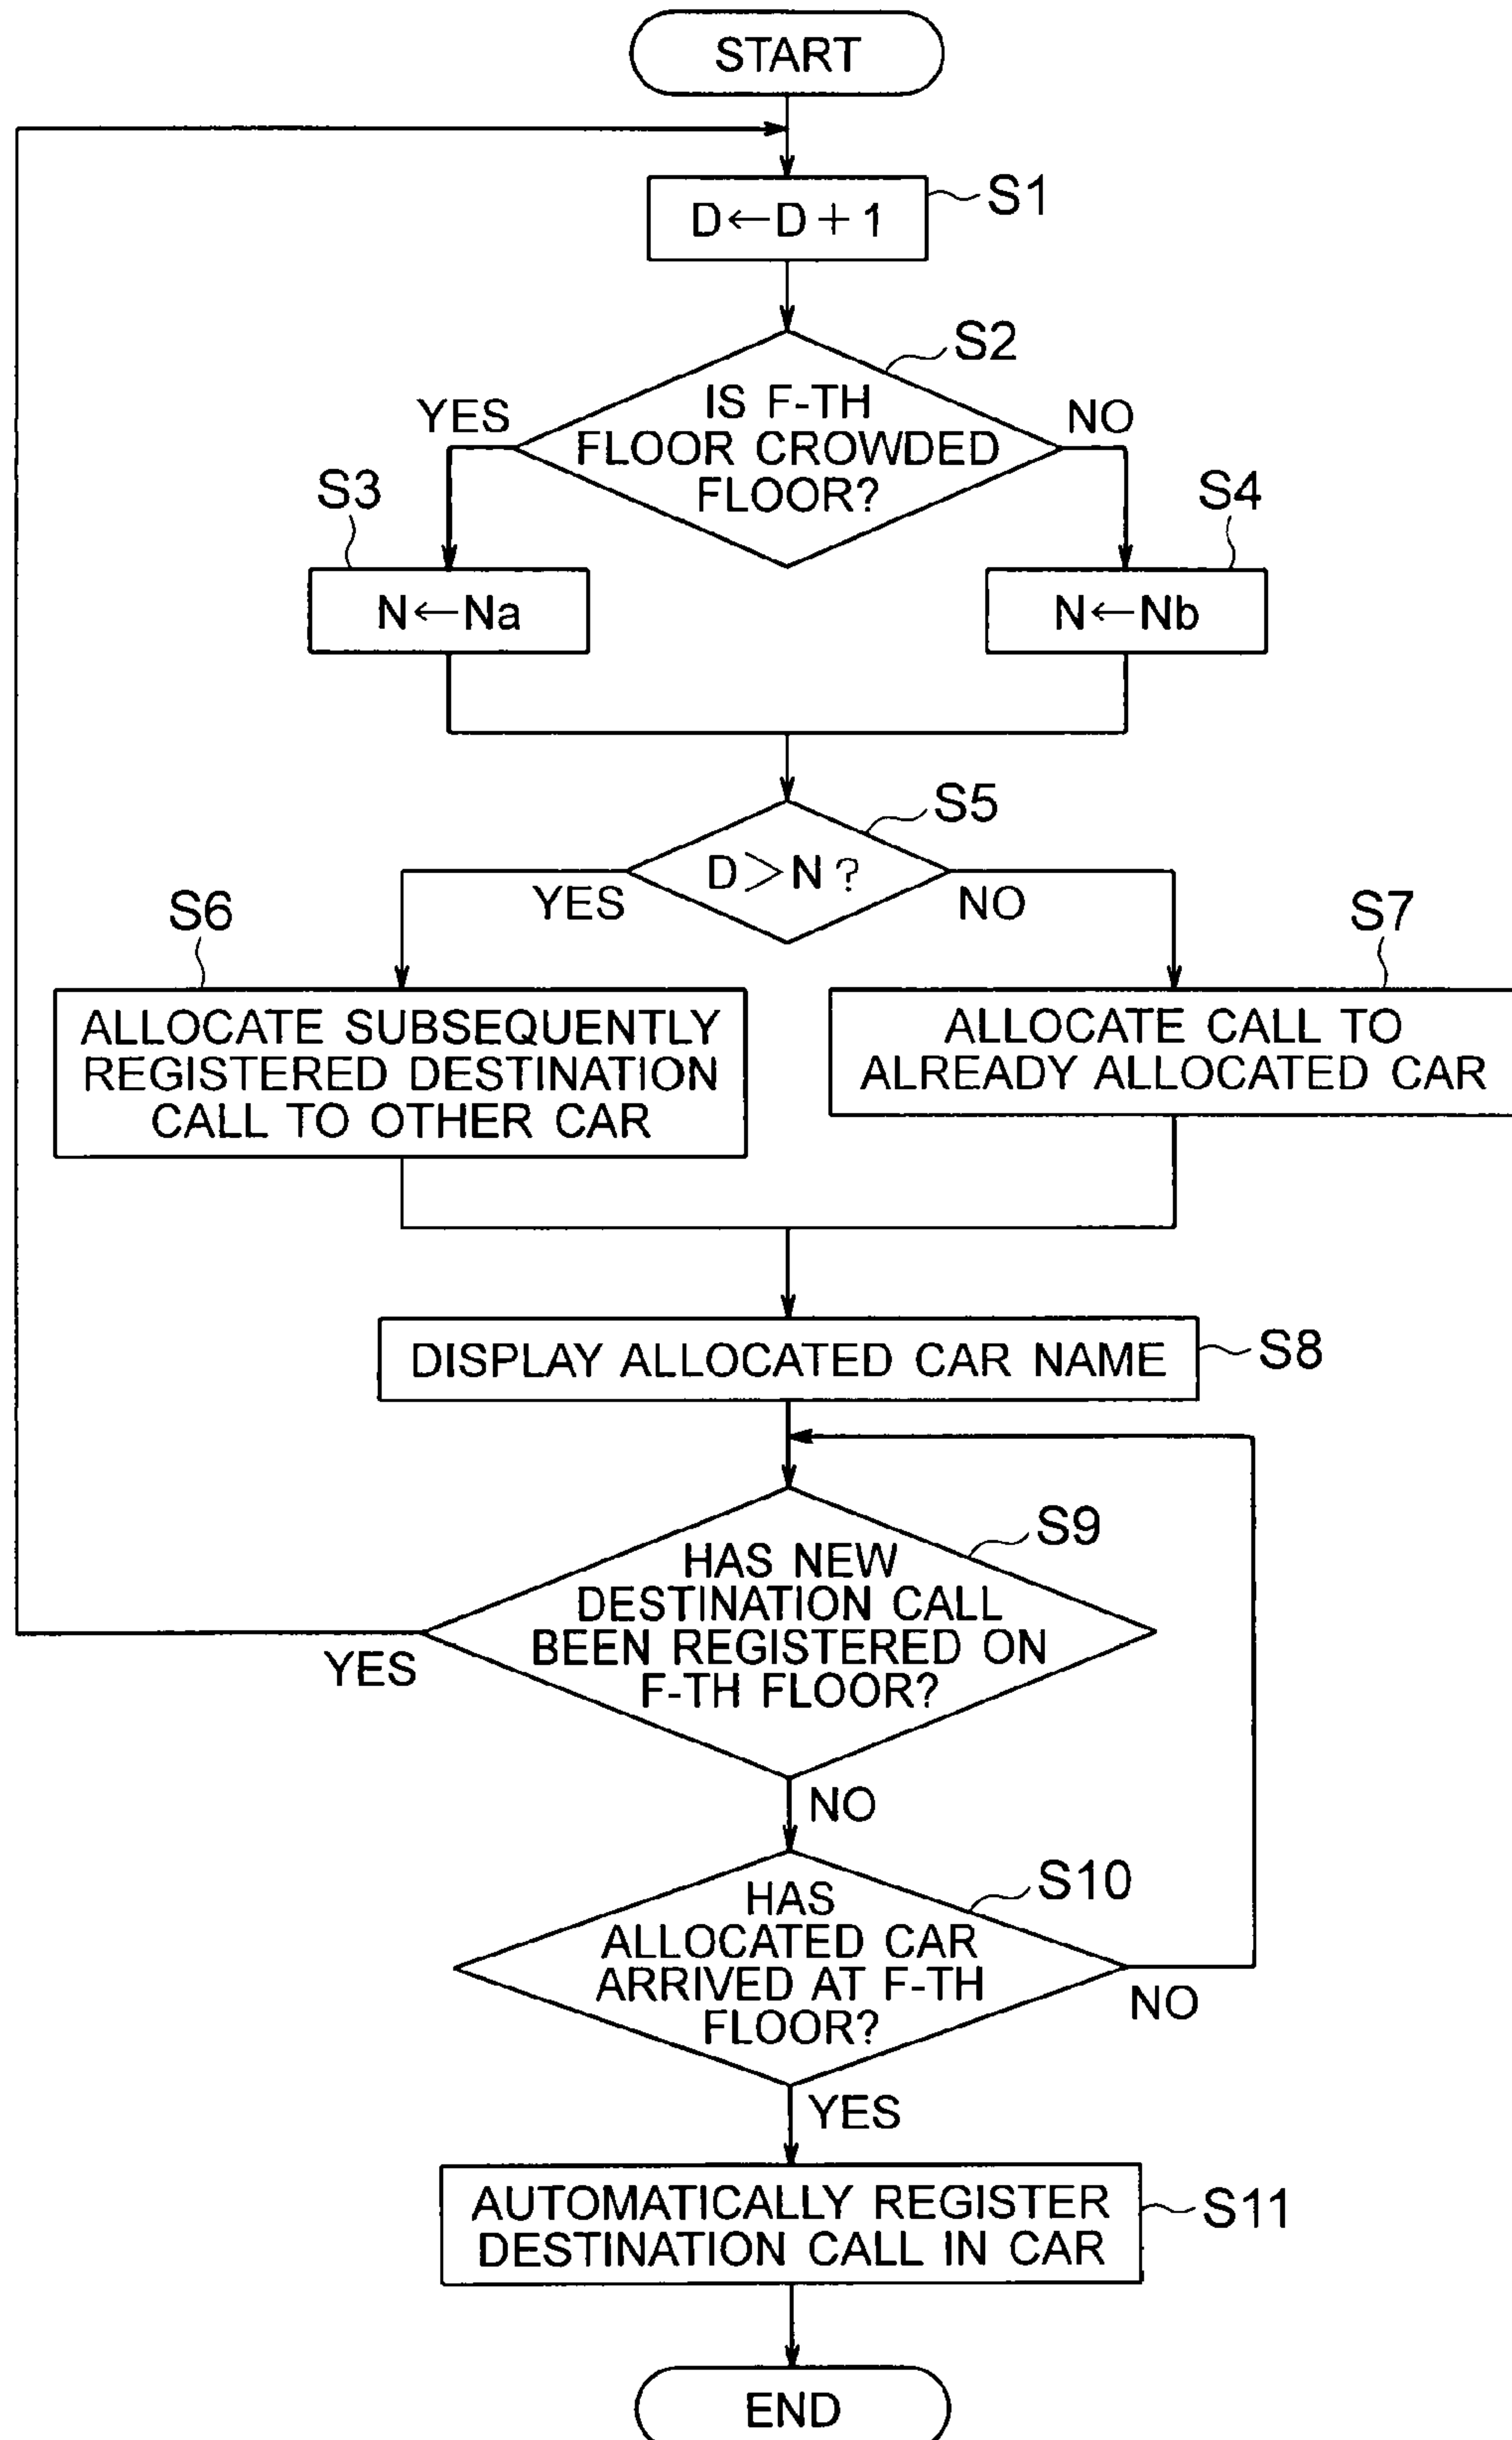 START
D←D+1
S1
S2
IS F-TH
FLOOR CROWDED
FLOOR?
YES
NO
S3
S4
N←Na
N←Nb
S5
D>N?
YES
NO
S6
S7
ALLOCATE SUBSEQUENTLY
REGISTERED DESTINATION
CALL TO OTHER CAR
ALLOCATE CALL TO
ALREADY ALLOCATED CAR
DISPLAY ALLOCATED CAR NAME
S8
S9
HAS NEW
DESTINATION CALL
BEEN REGISTERED ON
F-TH FLOOR?
YES
NO
S10
HAS
ALLOCATED CAR
ARRIVED AT F-TH
FLOOR?
NO
YES
AUTOMATICALLY REGISTER
DESTINATION CALL IN CAR
S11
END